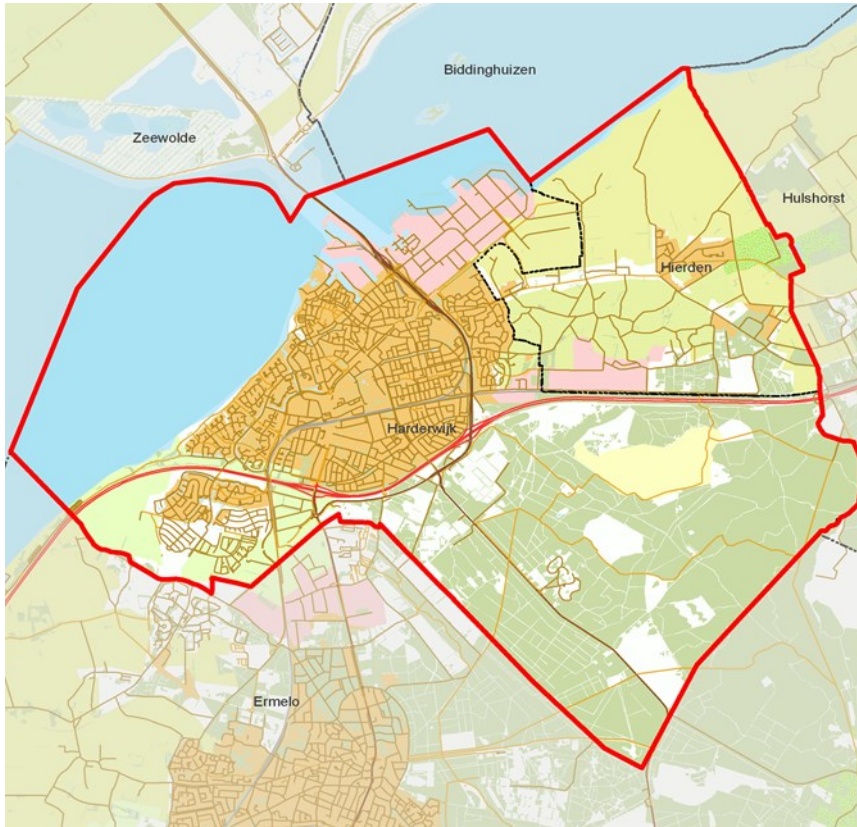 Biddinghuizen
Zeewolde
Hulshorst
Hierden
Harderwijk
Ermelo